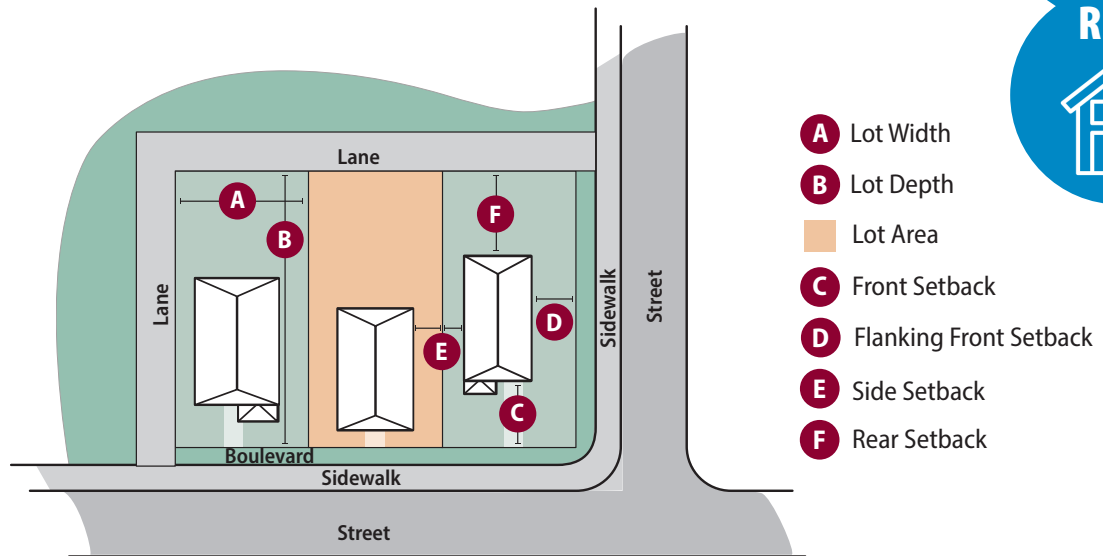 R
Lane
A
B
F
Lane
Sidewalk
Street
D
E
C
Boulevard
Sidewalk
Street
A Lot Width
B Lot Depth
Lot Area
C Front Setback
D Flanking Front Setback
E Side Setback
F Rear Setback